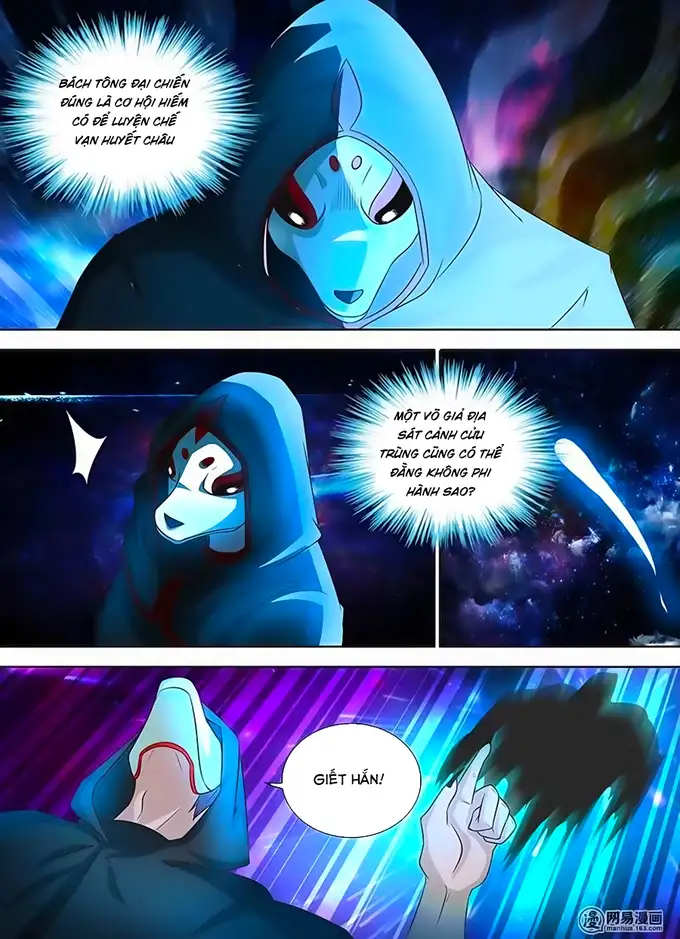 BÁCH TÔNG ĐẠI CHIẾN
ĐÚNG LÀ CƠ HỘI HIẾM
CÓ ĐỂ LUYỆN CHẾ
VẠN HUYẾT CHÂU
MỘT VÕ GIẢ ĐỊA
SÁT CẢNH CỬU
TRÙNG CŨNG CÓ THỂ
ĐẰNG KHÔNG PHI
HÀNH SAO?
GIẾT HẮN!
网易漫画
manhua.163.com